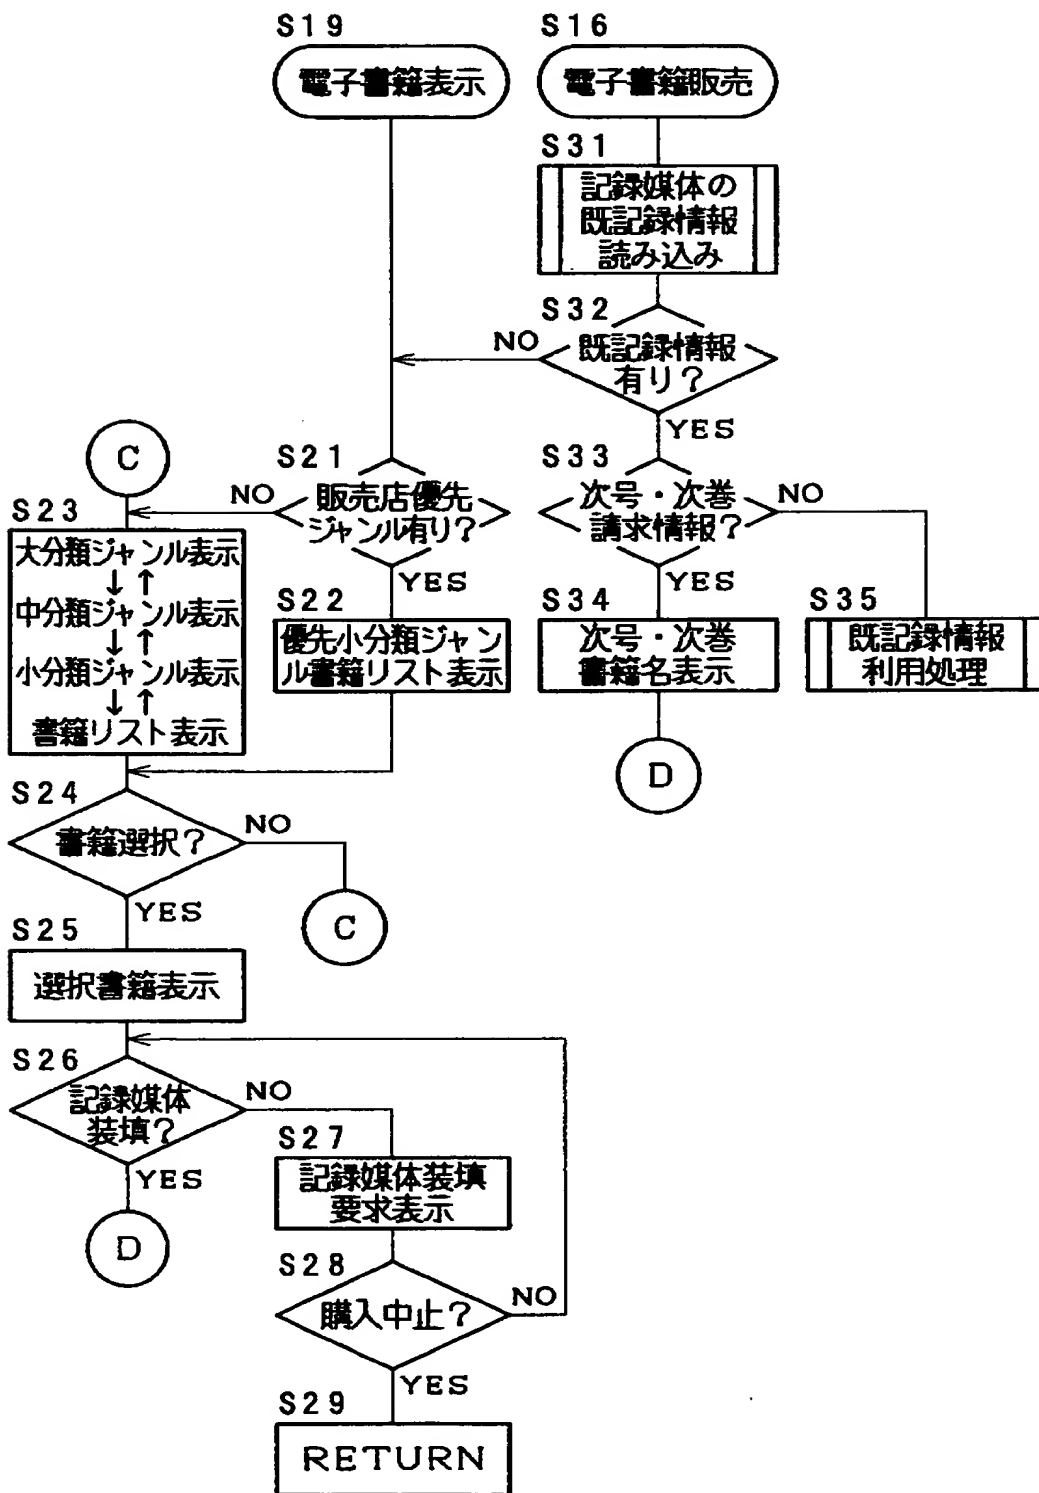 S19
電子書籍表示
S16
電子書籍販売
S31
記録媒体の
既記録情報
読み込み
S32
既記録情報
有り？
NO
YES
C
S21
販売店優先
ジャンル有り？
NO
YES
S33
次号・次巻
請求情報？
NO
YES
S23
大分類ジャンル表示
↓↑
中分類ジャンル表示
↓↑
小分類ジャンル表示
↓↑
書籍リスト表示
S22
優先小分類ジャン
ル書籍リスト表示
S34
次号・次巻
書籍名表示
S35
既記録情報
利用処理
D
S24
書籍選択？
NO
C
YES
S25
選択書籍表示
S26
記録媒体
装填？
NO
YES
D
S27
記録媒体装填
要求表示
S28
購入中止？
NO
YES
S29
RETURN